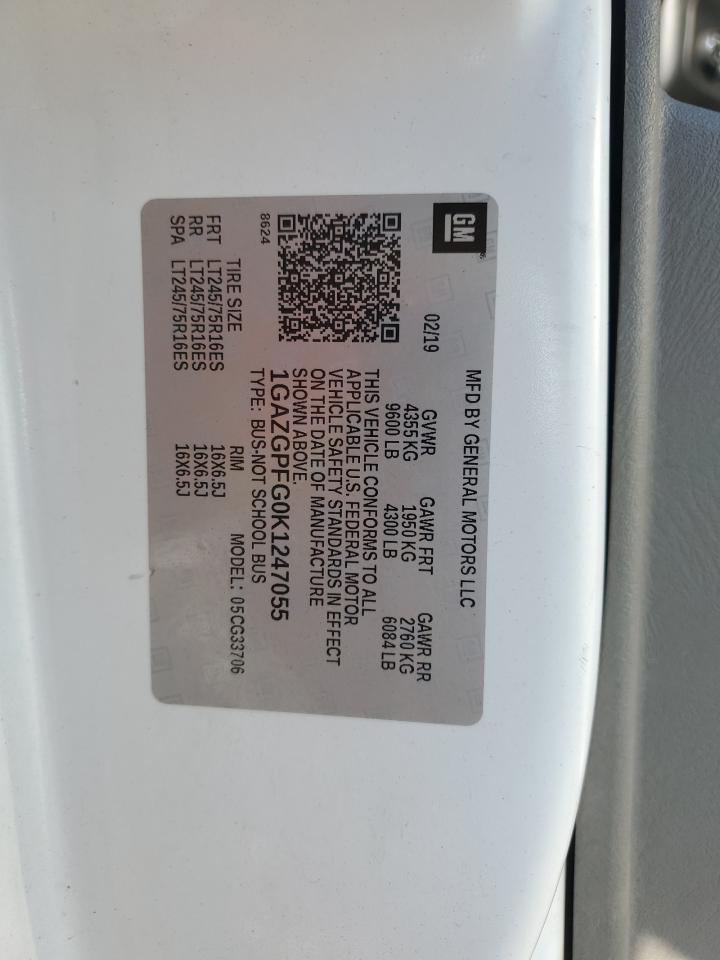 GM
MFD BY GENERAL MOTORS LLC
02/19
GVWR GAWR FRT GAWR RR
4355 KG 1950 KG 2760 KG
9600 LB 4300 LB 6084 LB
THIS VEHICLE CONFORMS TO ALL
APPLICABLE U.S. FEDERAL MOTOR
VEHICLE SAFETY STANDARDS IN EFFECT
ON THE DATE OF MANUFACTURE
SHOWN ABOVE.
1GAZGPFG0K1247055
8624
TYPE: BUS-NOT SCHOOL BUS
TIRE SIZE RIM MODEL: 05CG33706
FRT LT245/75R16ES 16X6.5J
RR LT245/75R16ES 16X6.5J
SPA LT245/75R16ES 16X6.5J